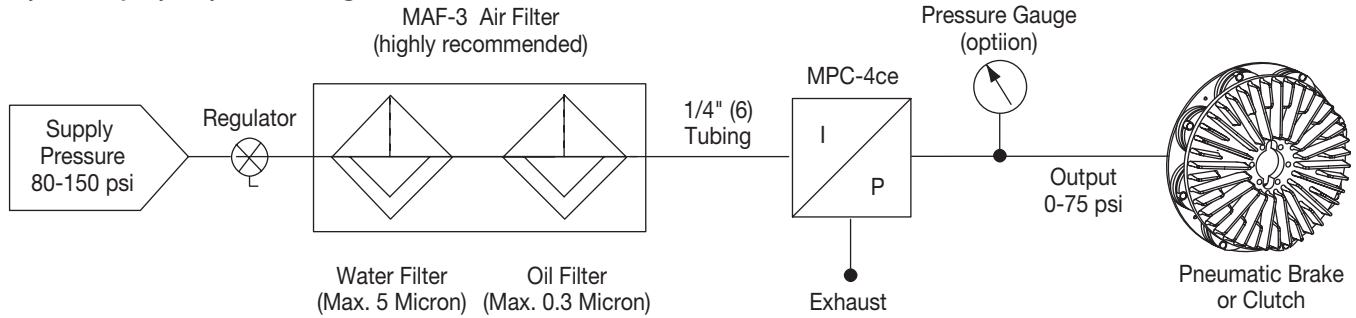 MAF-3 Air Filter
(highly recommended)
Pressure Gauge
(optiion)
MPC-4ce
Supply
Pressure
80-150 psi
Regulator
1/4" (6)
Tubing
I
P
Output
0-75 psi
Water Filter
(Max. 5 Micron)
Oil Filter
(Max. 0.3 Micron)
Exhaust
Pneumatic Brake
or Clutch